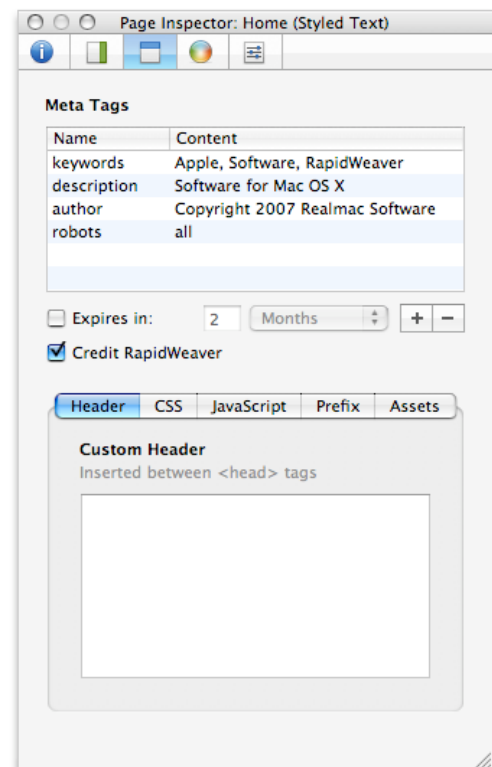 Page Inspector: Home (Styled Text)
Meta Tags
Name Content
keywords Apple, Software, RapidWeaver
description Software for Mac OS X
author Copyright 2007 Realmac Software
robots all
Expires in: 2 Months + −
Credit RapidWeaver
Header CSS JavaScript Prefix Assets
Custom Header
Inserted between <head> tags